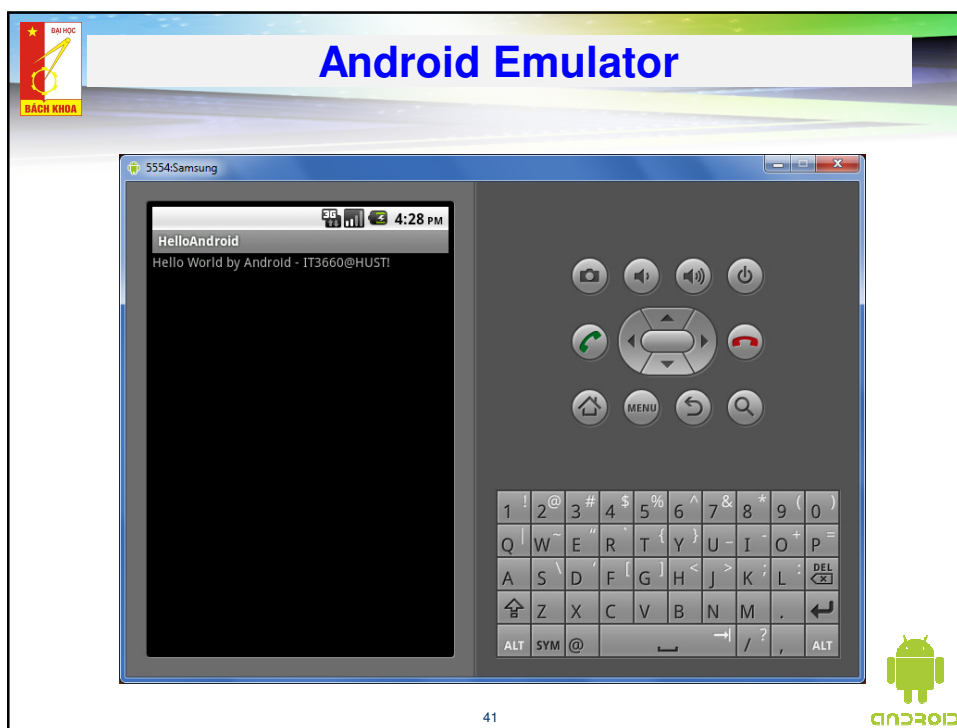 ĐẠI HỌC
BÁCH KHOA
Android Emulator
5554:Samsung
3G 4:28 PM
HelloAndroid
Hello World by Android - IT3660@HUST!
MENU
1 ! 2 @ 3 # 4 $ 5 % 6 ^ 7 & 8 * 9 ( 0 )
Q | W ~ E “ R ` T { Y } U _ I - O + P =
A S \ D ‘ F [ G ] H < J > K ; L : DEL
Z X C V B N M .
ALT SYM @ / ? , ALT
41
ANDROID